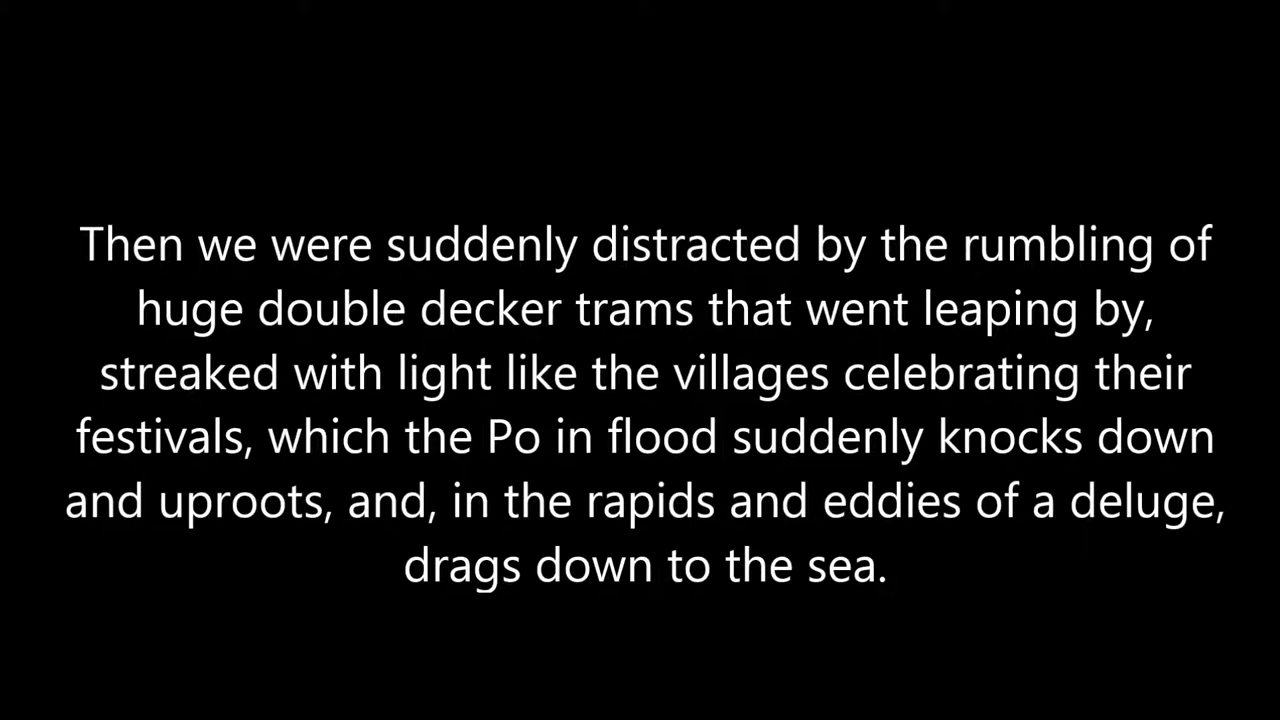 Then we were suddenly distracted by the rumbling of
huge double decker trams that went leaping by,
streaked with light like the villages celebrating their
festivals, which the Po in flood suddenly knocks down
and uproots, and, in the rapids and eddies of a deluge,
drags down to the sea.